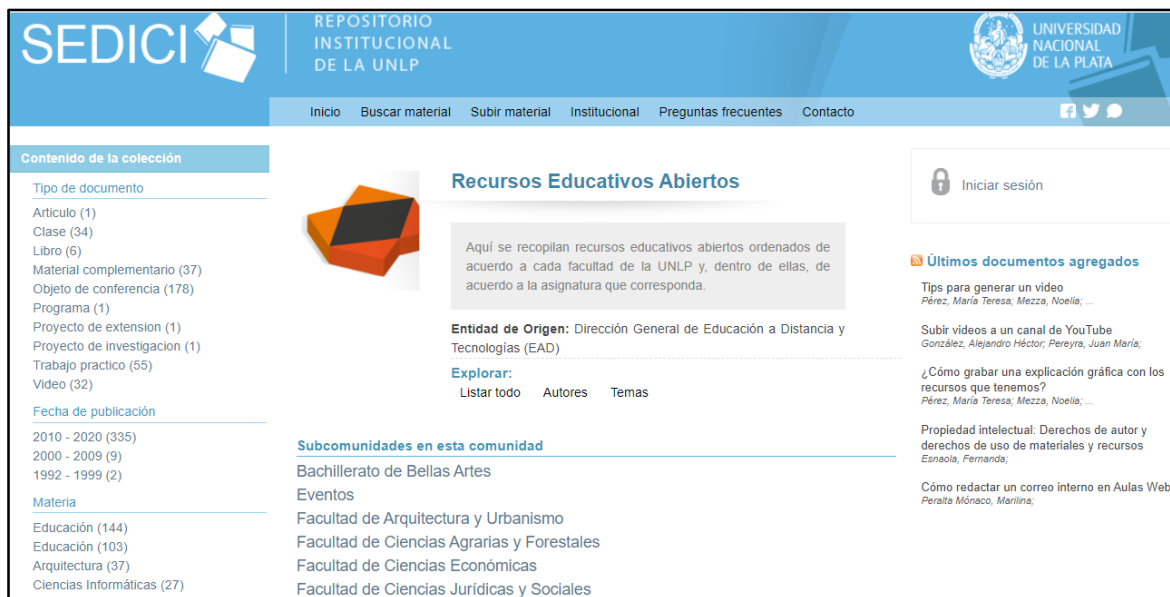 SEDICI
REPOSITORIO
INSTITUCIONAL
DE LA UNLP
UNIVERSIDAD
NACIONAL
DE LA PLATA
Inicio Buscar material Subir material Institucional Preguntas frecuentes Contacto
Contenido de la colección
Tipo de documento
Articulo (1)
Clase (34)
Libro (6)
Material complementario (37)
Objeto de conferencia (178)
Programa (1)
Proyecto de extension (1)
Proyecto de investigacion (1)
Trabajo practico (55)
Video (32)
Fecha de publicación
2010 - 2020 (335)
2000 - 2009 (9)
1992 - 1999 (2)
Materia
Educación (144)
Educación (103)
Arquitectura (37)
Ciencias Informáticas (27)
Recursos Educativos Abiertos
Aquí se recopilan recursos educativos abiertos ordenados de
acuerdo a cada facultad de la UNLP y, dentro de ellas, de
acuerdo a la asignatura que corresponda.
Entidad de Origen: Dirección General de Educación a Distancia y
Tecnologías (EAD)
Explorar:
Listar todo Autores Temas
Subcomunidades en esta comunidad
Bachillerato de Bellas Artes
Eventos
Facultad de Arquitectura y Urbanismo
Facultad de Ciencias Agrarias y Forestales
Facultad de Ciencias Económicas
Facultad de Ciencias Jurídicas y Sociales
Iniciar sesión
Últimos documentos agregados
Tips para generar un video
Pérez, María Teresa; Mezza, Noelia; ...
Subir videos a un canal de YouTube
González, Alejandro Héctor; Pereyra, Juan María;
¿Cómo grabar una explicación gráfica con los
recursos que tenemos?
Pérez, María Teresa; Mezza, Noelia; ...
Propiedad intelectual: Derechos de autor y
derechos de uso de materiales y recursos
Esnaola, Fernanda;
Cómo redactar un correo interno en Aulas Web
Peralta Mónaco, Marilina;